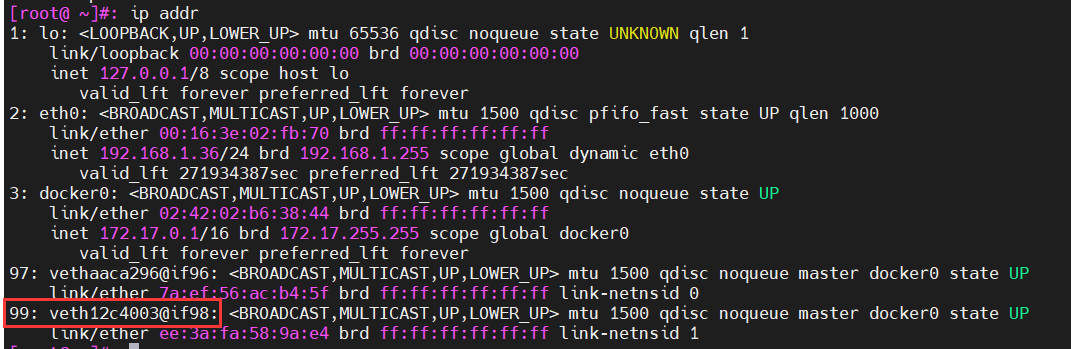 [root@ ~]#: ip addr
1: lo: <LOOPBACK,UP,LOWER_UP> mtu 65536 qdisc noqueue state UNKNOWN qlen 1
    link/loopback 00:00:00:00:00:00 brd 00:00:00:00:00:00
    inet 127.0.0.1/8 scope host lo
       valid_lft forever preferred_lft forever
2: eth0: <BROADCAST,MULTICAST,UP,LOWER_UP> mtu 1500 qdisc pfifo_fast state UP qlen 1000
    link/ether 00:16:3e:02:fb:70 brd ff:ff:ff:ff:ff:ff
    inet 192.168.1.36/24 brd 192.168.1.255 scope global dynamic eth0
       valid_lft 271934387sec preferred_lft 271934387sec
3: docker0: <BROADCAST,MULTICAST,UP,LOWER_UP> mtu 1500 qdisc noqueue state UP
    link/ether 02:42:02:b6:38:44 brd ff:ff:ff:ff:ff:ff
    inet 172.17.0.1/16 brd 172.17.255.255 scope global docker0
       valid_lft forever preferred_lft forever
97: vethaaca296@if96: <BROADCAST,MULTICAST,UP,LOWER_UP> mtu 1500 qdisc noqueue master docker0 state UP
    link/ether 7a:ef:56:ac:b4:5f brd ff:ff:ff:ff:ff:ff link-netnsid 0
99: veth12c4003@if98: <BROADCAST,MULTICAST,UP,LOWER_UP> mtu 1500 qdisc noqueue master docker0 state UP
    link/ether ee:3a:fa:58:9a:e4 brd ff:ff:ff:ff:ff:ff link-netnsid 1